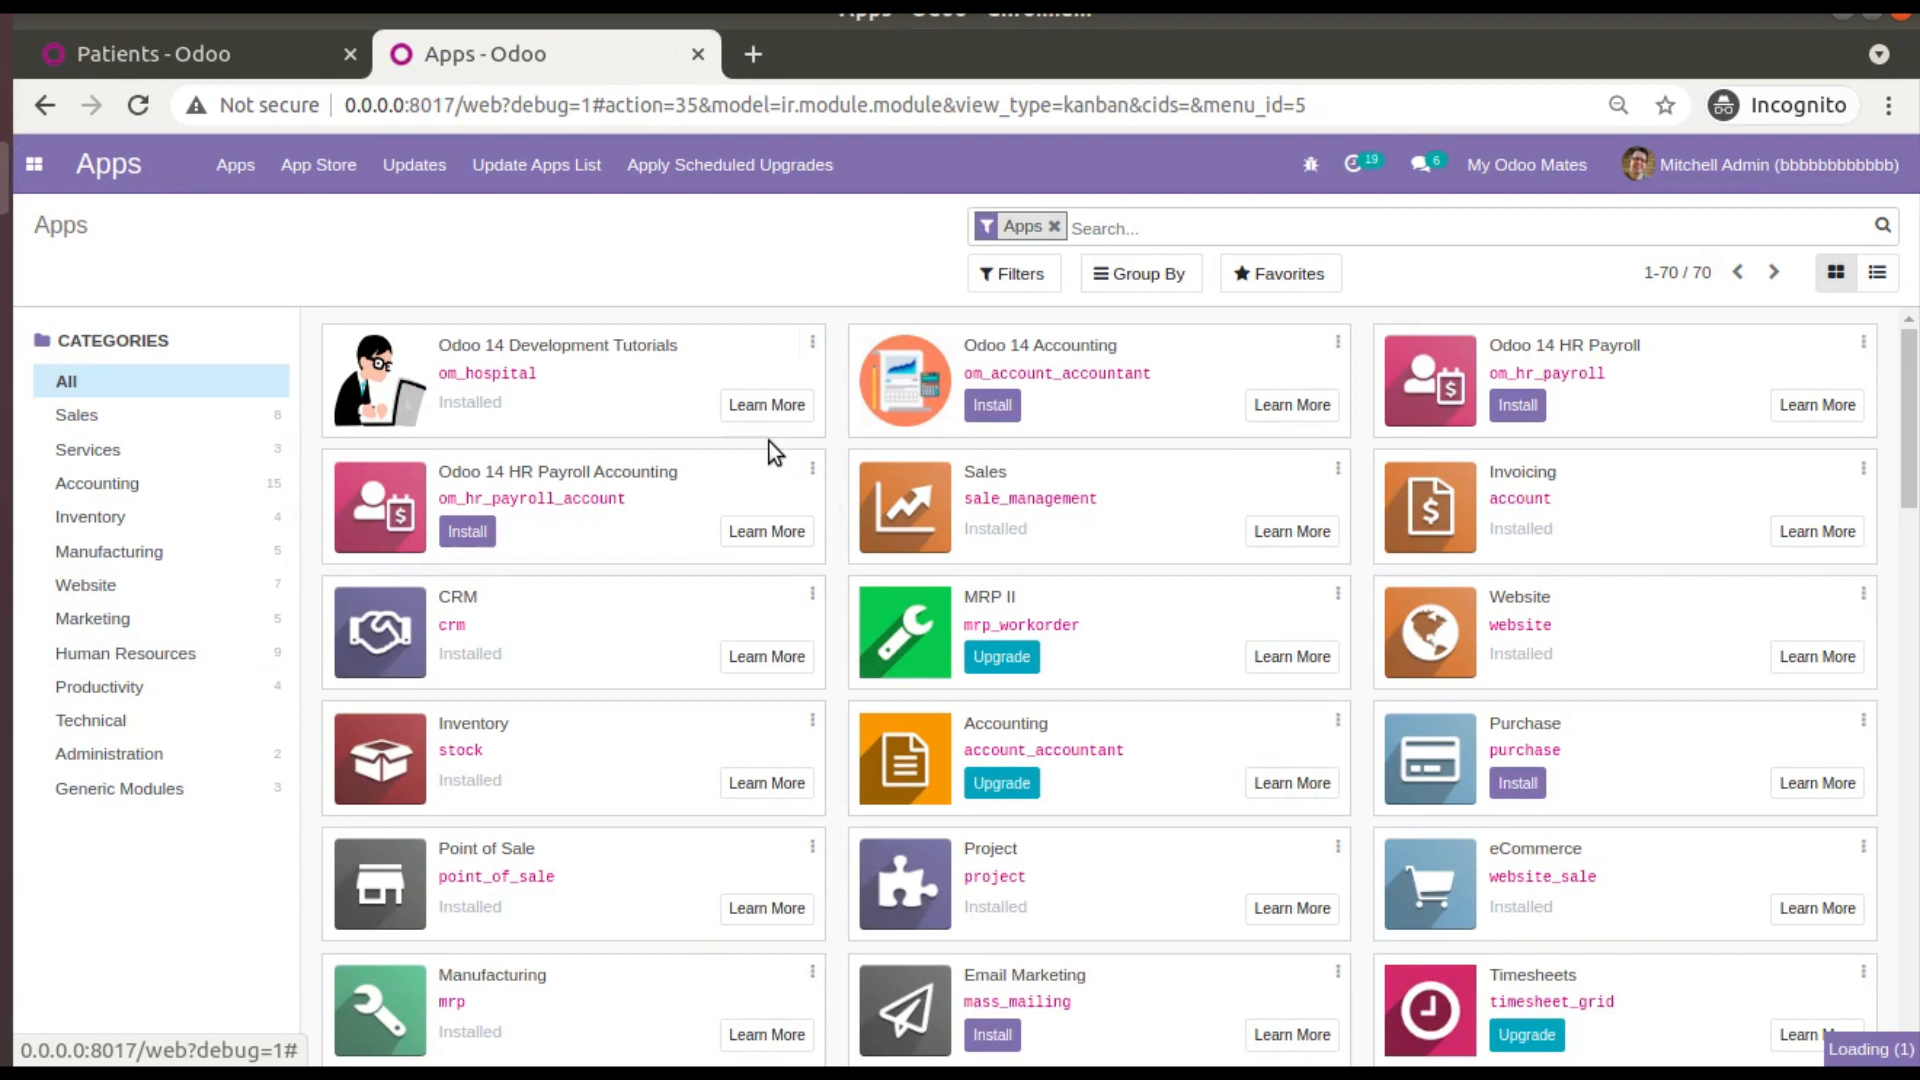 Patients - Odoo
Apps - Odoo
Not secure
0.0.0.0:8017/web?debug=1#action=35&model=ir.module.module&view_type=kanban&cids=&menu_id=5
Incognito
Apps
Apps
App Store
Updates
Update Apps List
Apply Scheduled Upgrades
19
6
My Odoo Mates
Mitchell Admin (bbbbbbbbbbbb)
Apps
Apps
Search...
Filters
Group By
Favorites
1-70 / 70
CATEGORIES
All
Sales 8
Services 3
Accounting 15
Inventory 4
Manufacturing 5
Website 7
Marketing 5
Human Resources 9
Productivity 4
Technical
Administration 2
Generic Modules 3
Odoo 14 Development Tutorials
om_hospital
Installed
Learn More
Odoo 14 Accounting
om_account_accountant
Install
Learn More
Odoo 14 HR Payroll
om_hr_payroll
Install
Learn More
Odoo 14 HR Payroll Accounting
om_hr_payroll_account
Install
Learn More
Sales
sale_management
Installed
Learn More
Invoicing
account
Installed
Learn More
CRM
crm
Installed
Learn More
MRP II
mrp_workorder
Upgrade
Learn More
Website
website
Installed
Learn More
Inventory
stock
Installed
Learn More
Accounting
account_accountant
Upgrade
Learn More
Purchase
purchase
Install
Learn More
Point of Sale
point_of_sale
Installed
Learn More
Project
project
Installed
Learn More
eCommerce
website_sale
Installed
Learn More
Manufacturing
mrp
Installed
Learn More
Email Marketing
mass_mailing
Install
Learn More
Timesheets
timesheet_grid
Upgrade
Learn
0.0.0.0:8017/web?debug=1#
Loading (1)